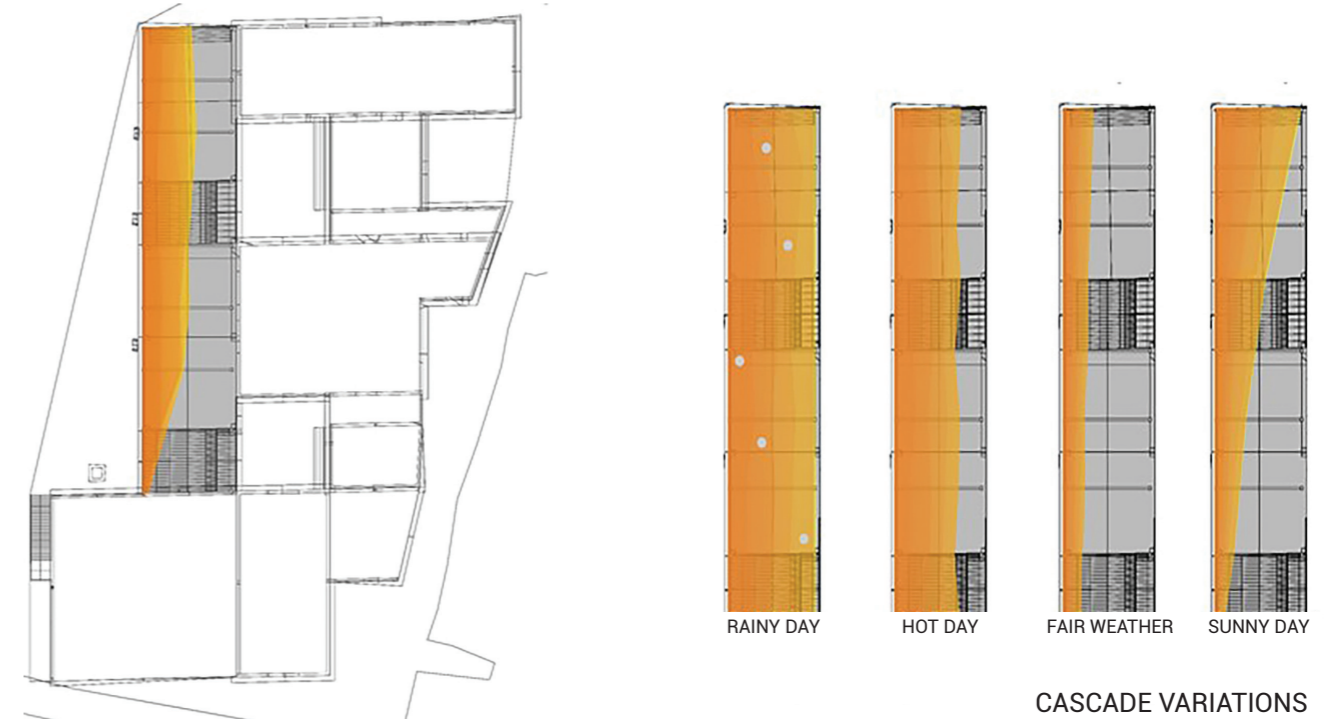 RAINY DAY
HOT DAY
FAIR WEATHER
SUNNY DAY
CASCADE VARIATIONS